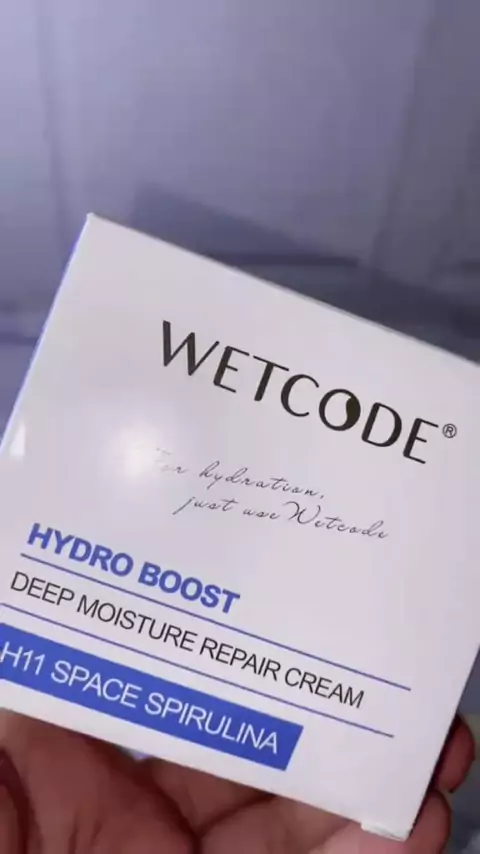 WETCODE®
For hydration,
just use Wetcode
HYDRO BOOST
DEEP MOISTURE REPAIR CREAM
H11 SPACE SPIRULINA